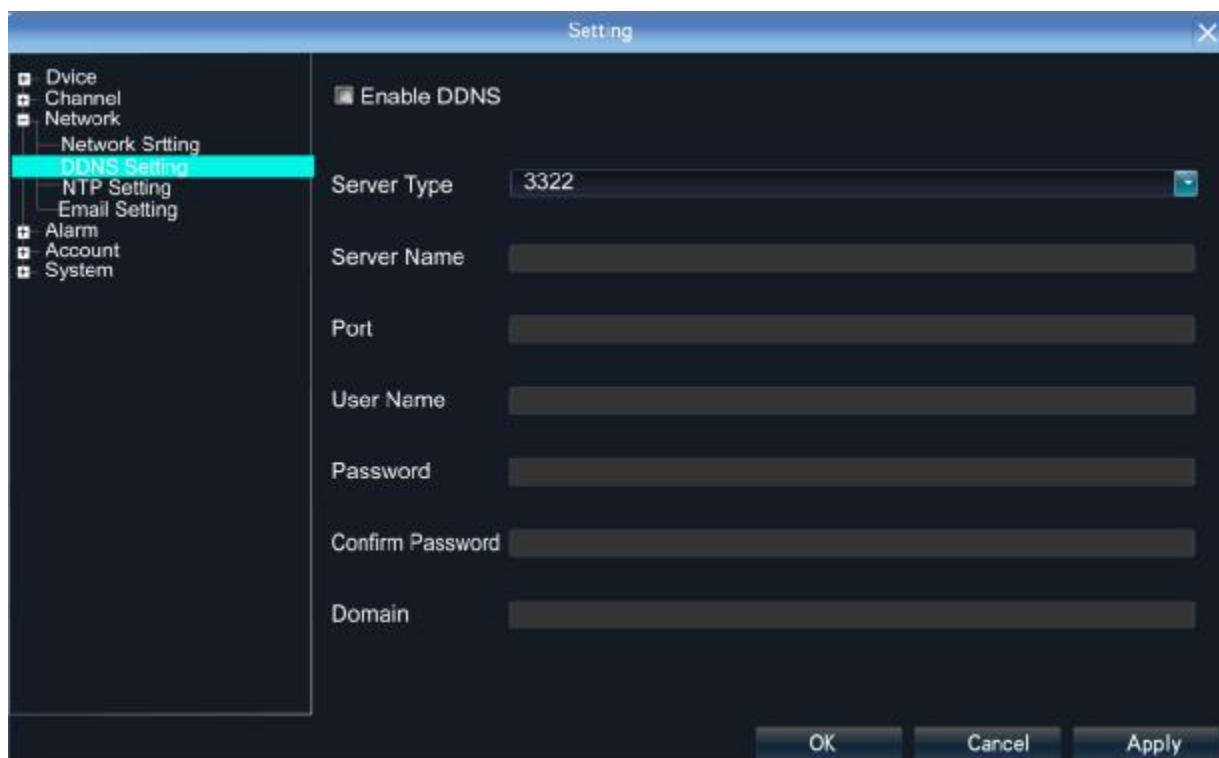 Setting
Dvice
Channel
Network
Network Srtting
DDNS Setting
NTP Setting
Email Setting
Alarm
Account
System
Enable DDNS
Server Type 3322
Server Name
Port
User Name
Password
Confirm Password
Domain
OK Cancel Apply